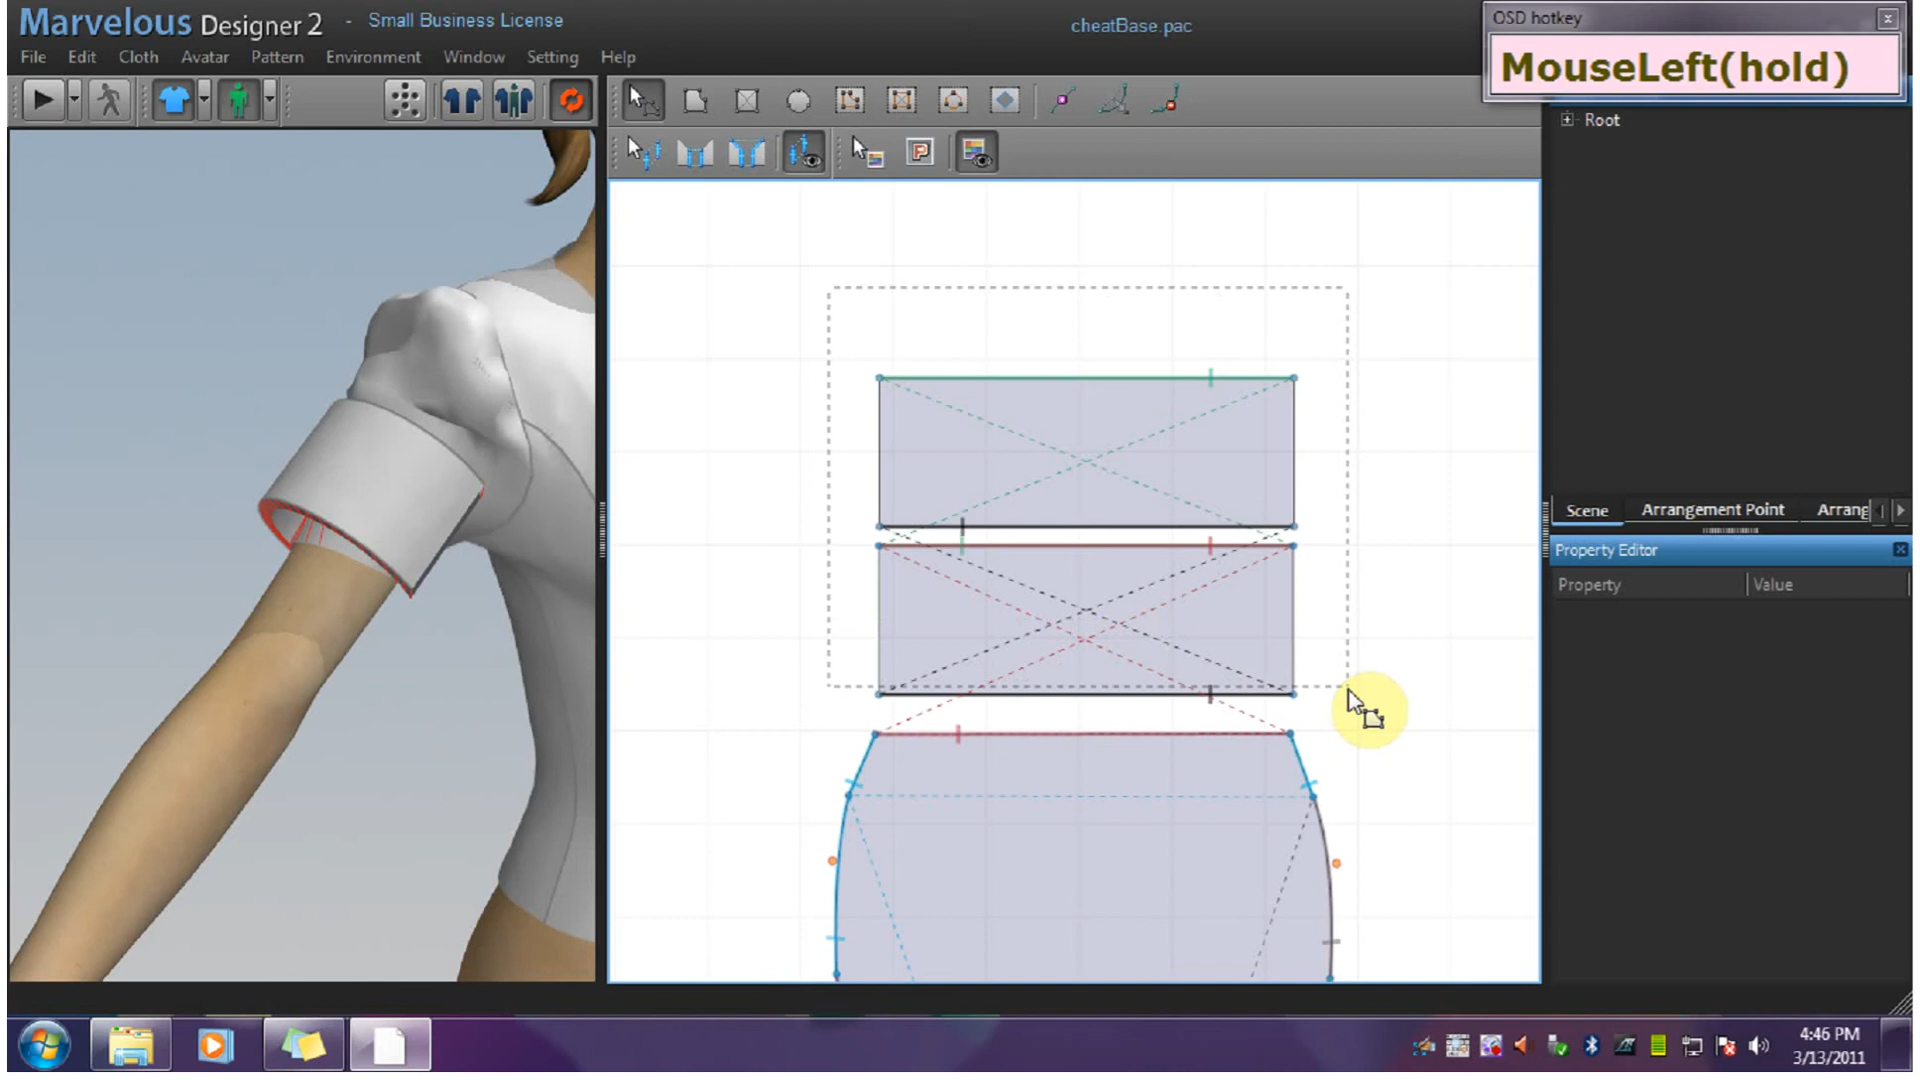 Marvelous Designer 2 - Small Business License
cheatBase.pac
OSD hotkey
MouseLeft(hold)
File Edit Cloth Avatar Pattern Environment Window Setting Help
P
Root
Scene Arrangement Point Arrang
Property Editor
Property Value
4:46 PM
3/13/2011